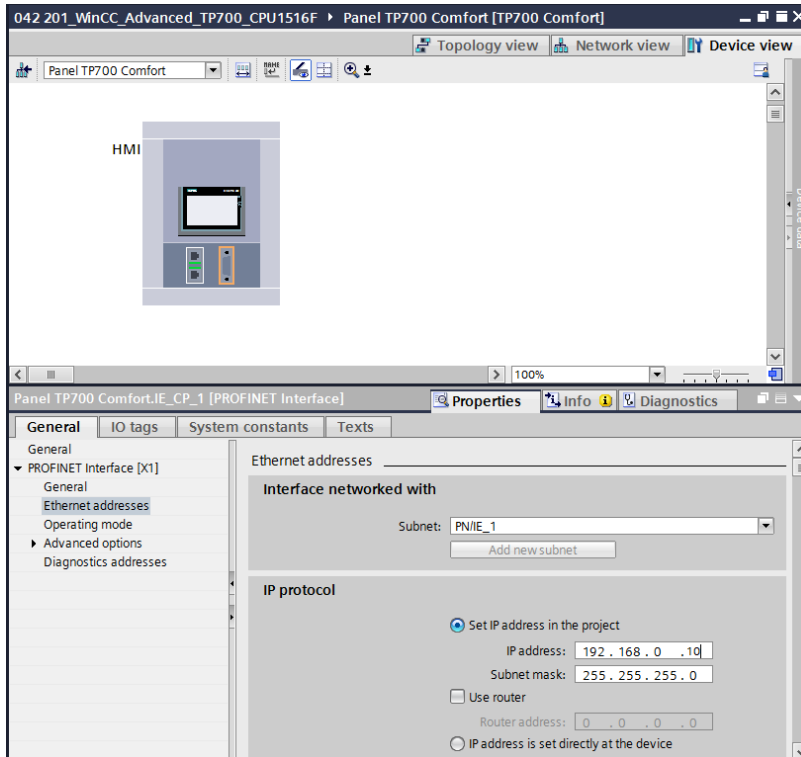 042 201_WinCC_Advanced_TP700_CPU1516F ▸ Panel TP700 Comfort [TP700 Comfort]
Topology view Network view Device view
Panel TP700 Comfort
HMI
100%
Panel TP700 Comfort.IE_CP_1 [PROFINET Interface] Properties Info Diagnostics
General IO tags System constants Texts
General
PROFINET Interface [X1]
General
Ethernet addresses
Operating mode
Advanced options
Diagnostics addresses
Ethernet addresses
Interface networked with
Subnet: PN/IE_1
Add new subnet
IP protocol
Set IP address in the project
IP address: 192 . 168 . 0 . 10
Subnet mask: 255 . 255 . 255 . 0
Use router
Router address: 0 . 0 . 0 . 0
IP address is set directly at the device